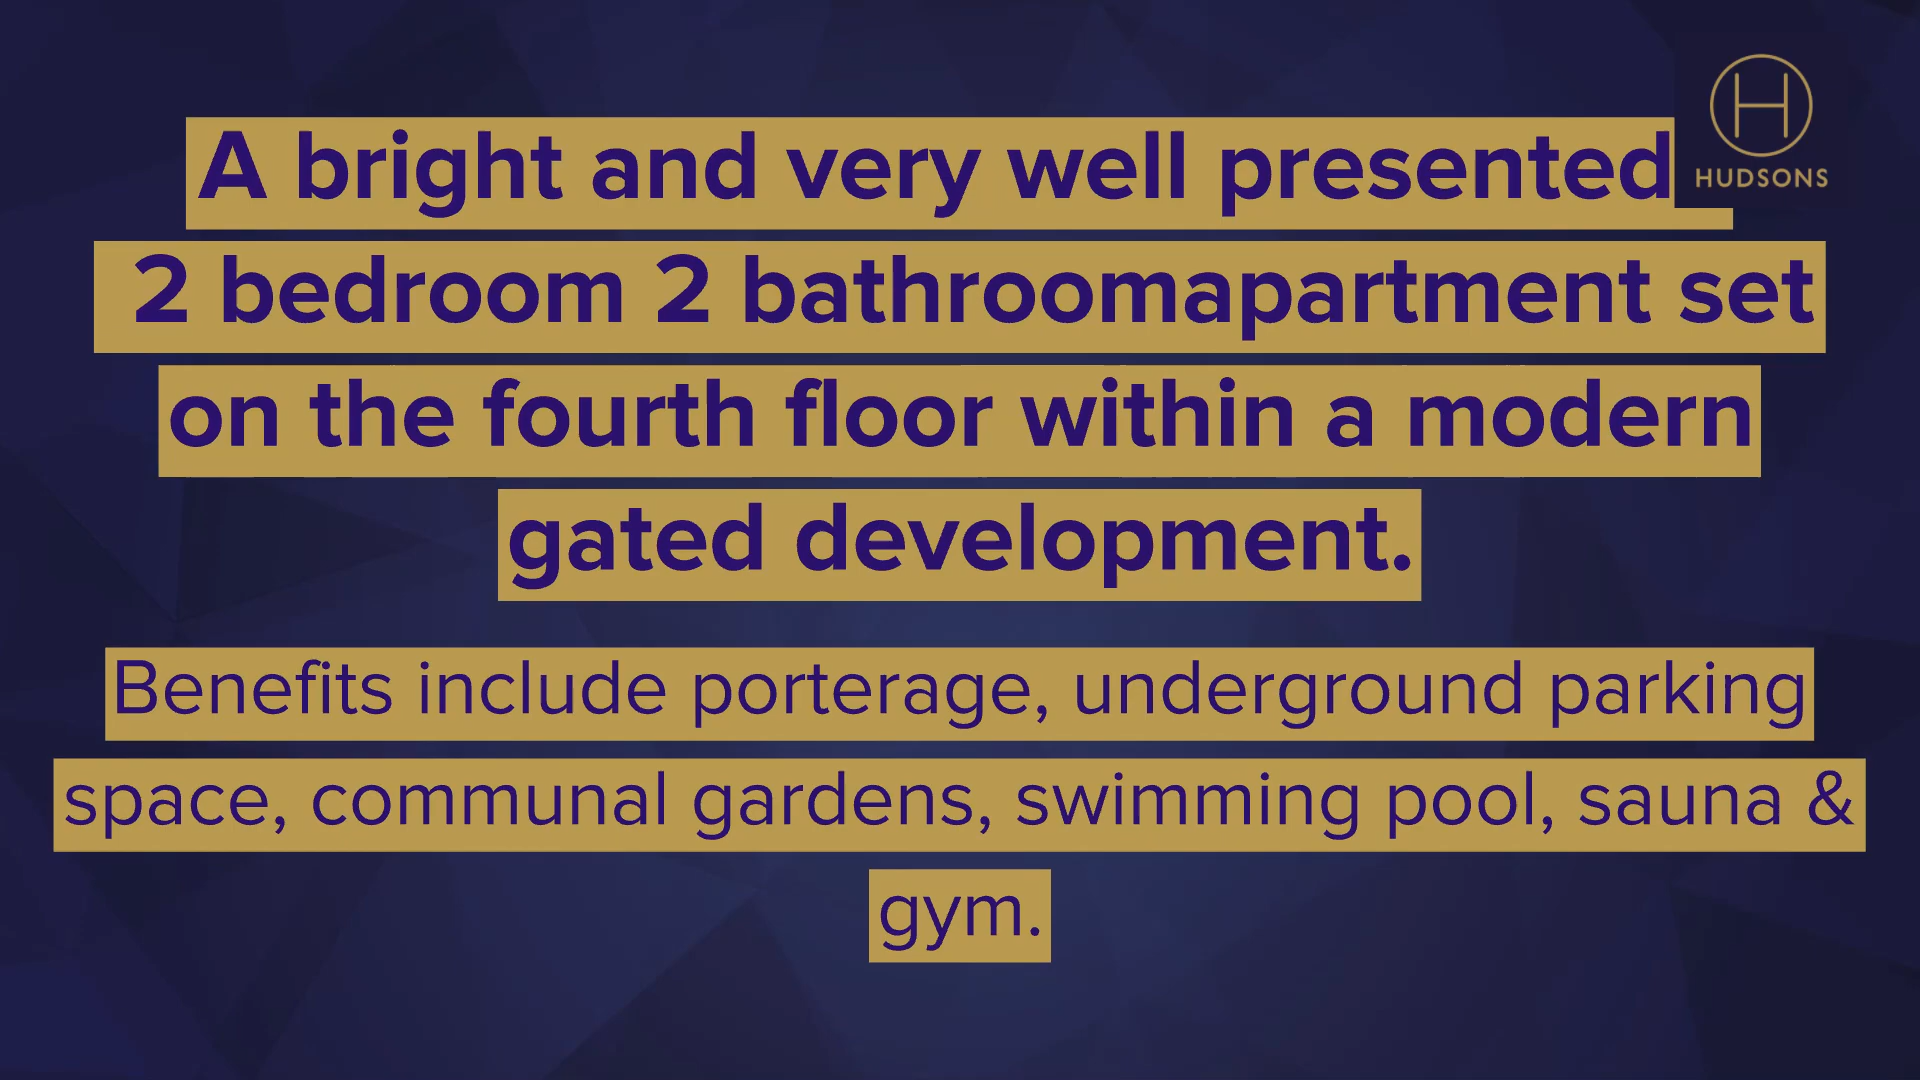 H
HUDSONS
A bright and very well presented
2 bedroom 2 bathroomapartment set
on the fourth floor within a modern
gated development.
Benefits include porterage, underground parking
space, communal gardens, swimming pool, sauna &
gym.